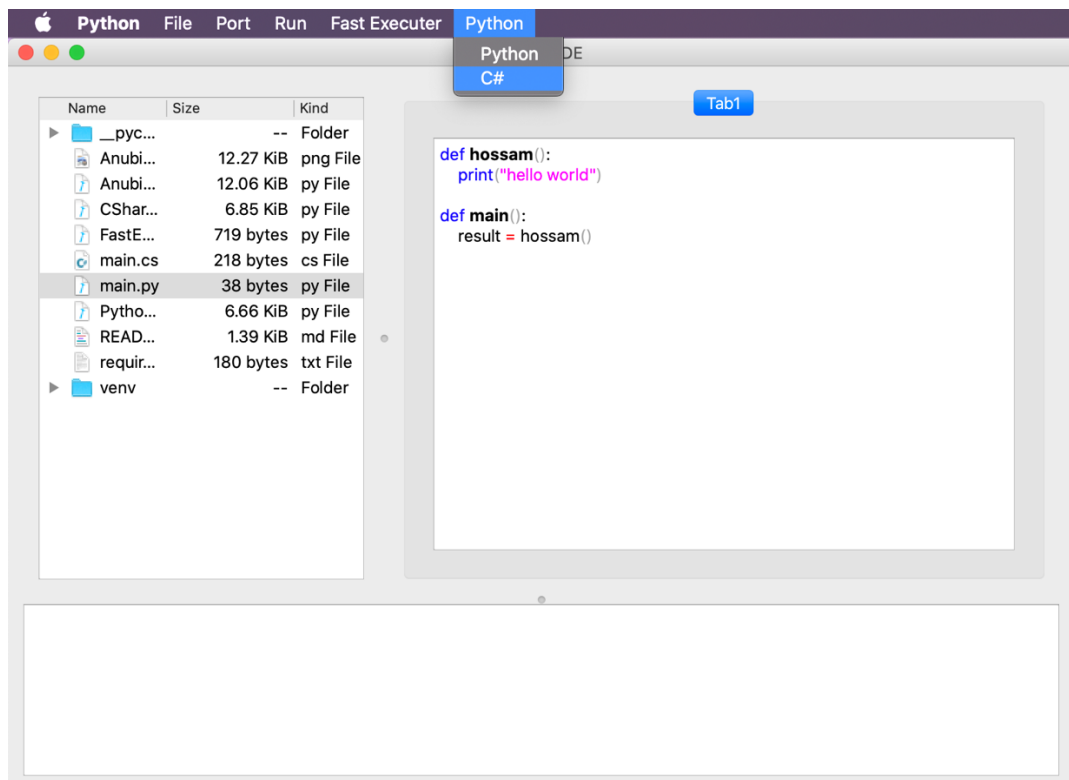 Python File Port Run Fast Executer Python
Python
C#
DE
Name Size Kind
__pyc... -- Folder
Anubi... 12.27 KiB png File
Anubi... 12.06 KiB py File
CShar... 6.85 KiB py File
FastE... 719 bytes py File
main.cs 218 bytes cs File
main.py 38 bytes py File
Pytho... 6.66 KiB py File
READ... 1.39 KiB md File
requir... 180 bytes txt File
venv -- Folder
Tab1
def hossam():
print("hello world")
def main():
result = hossam()